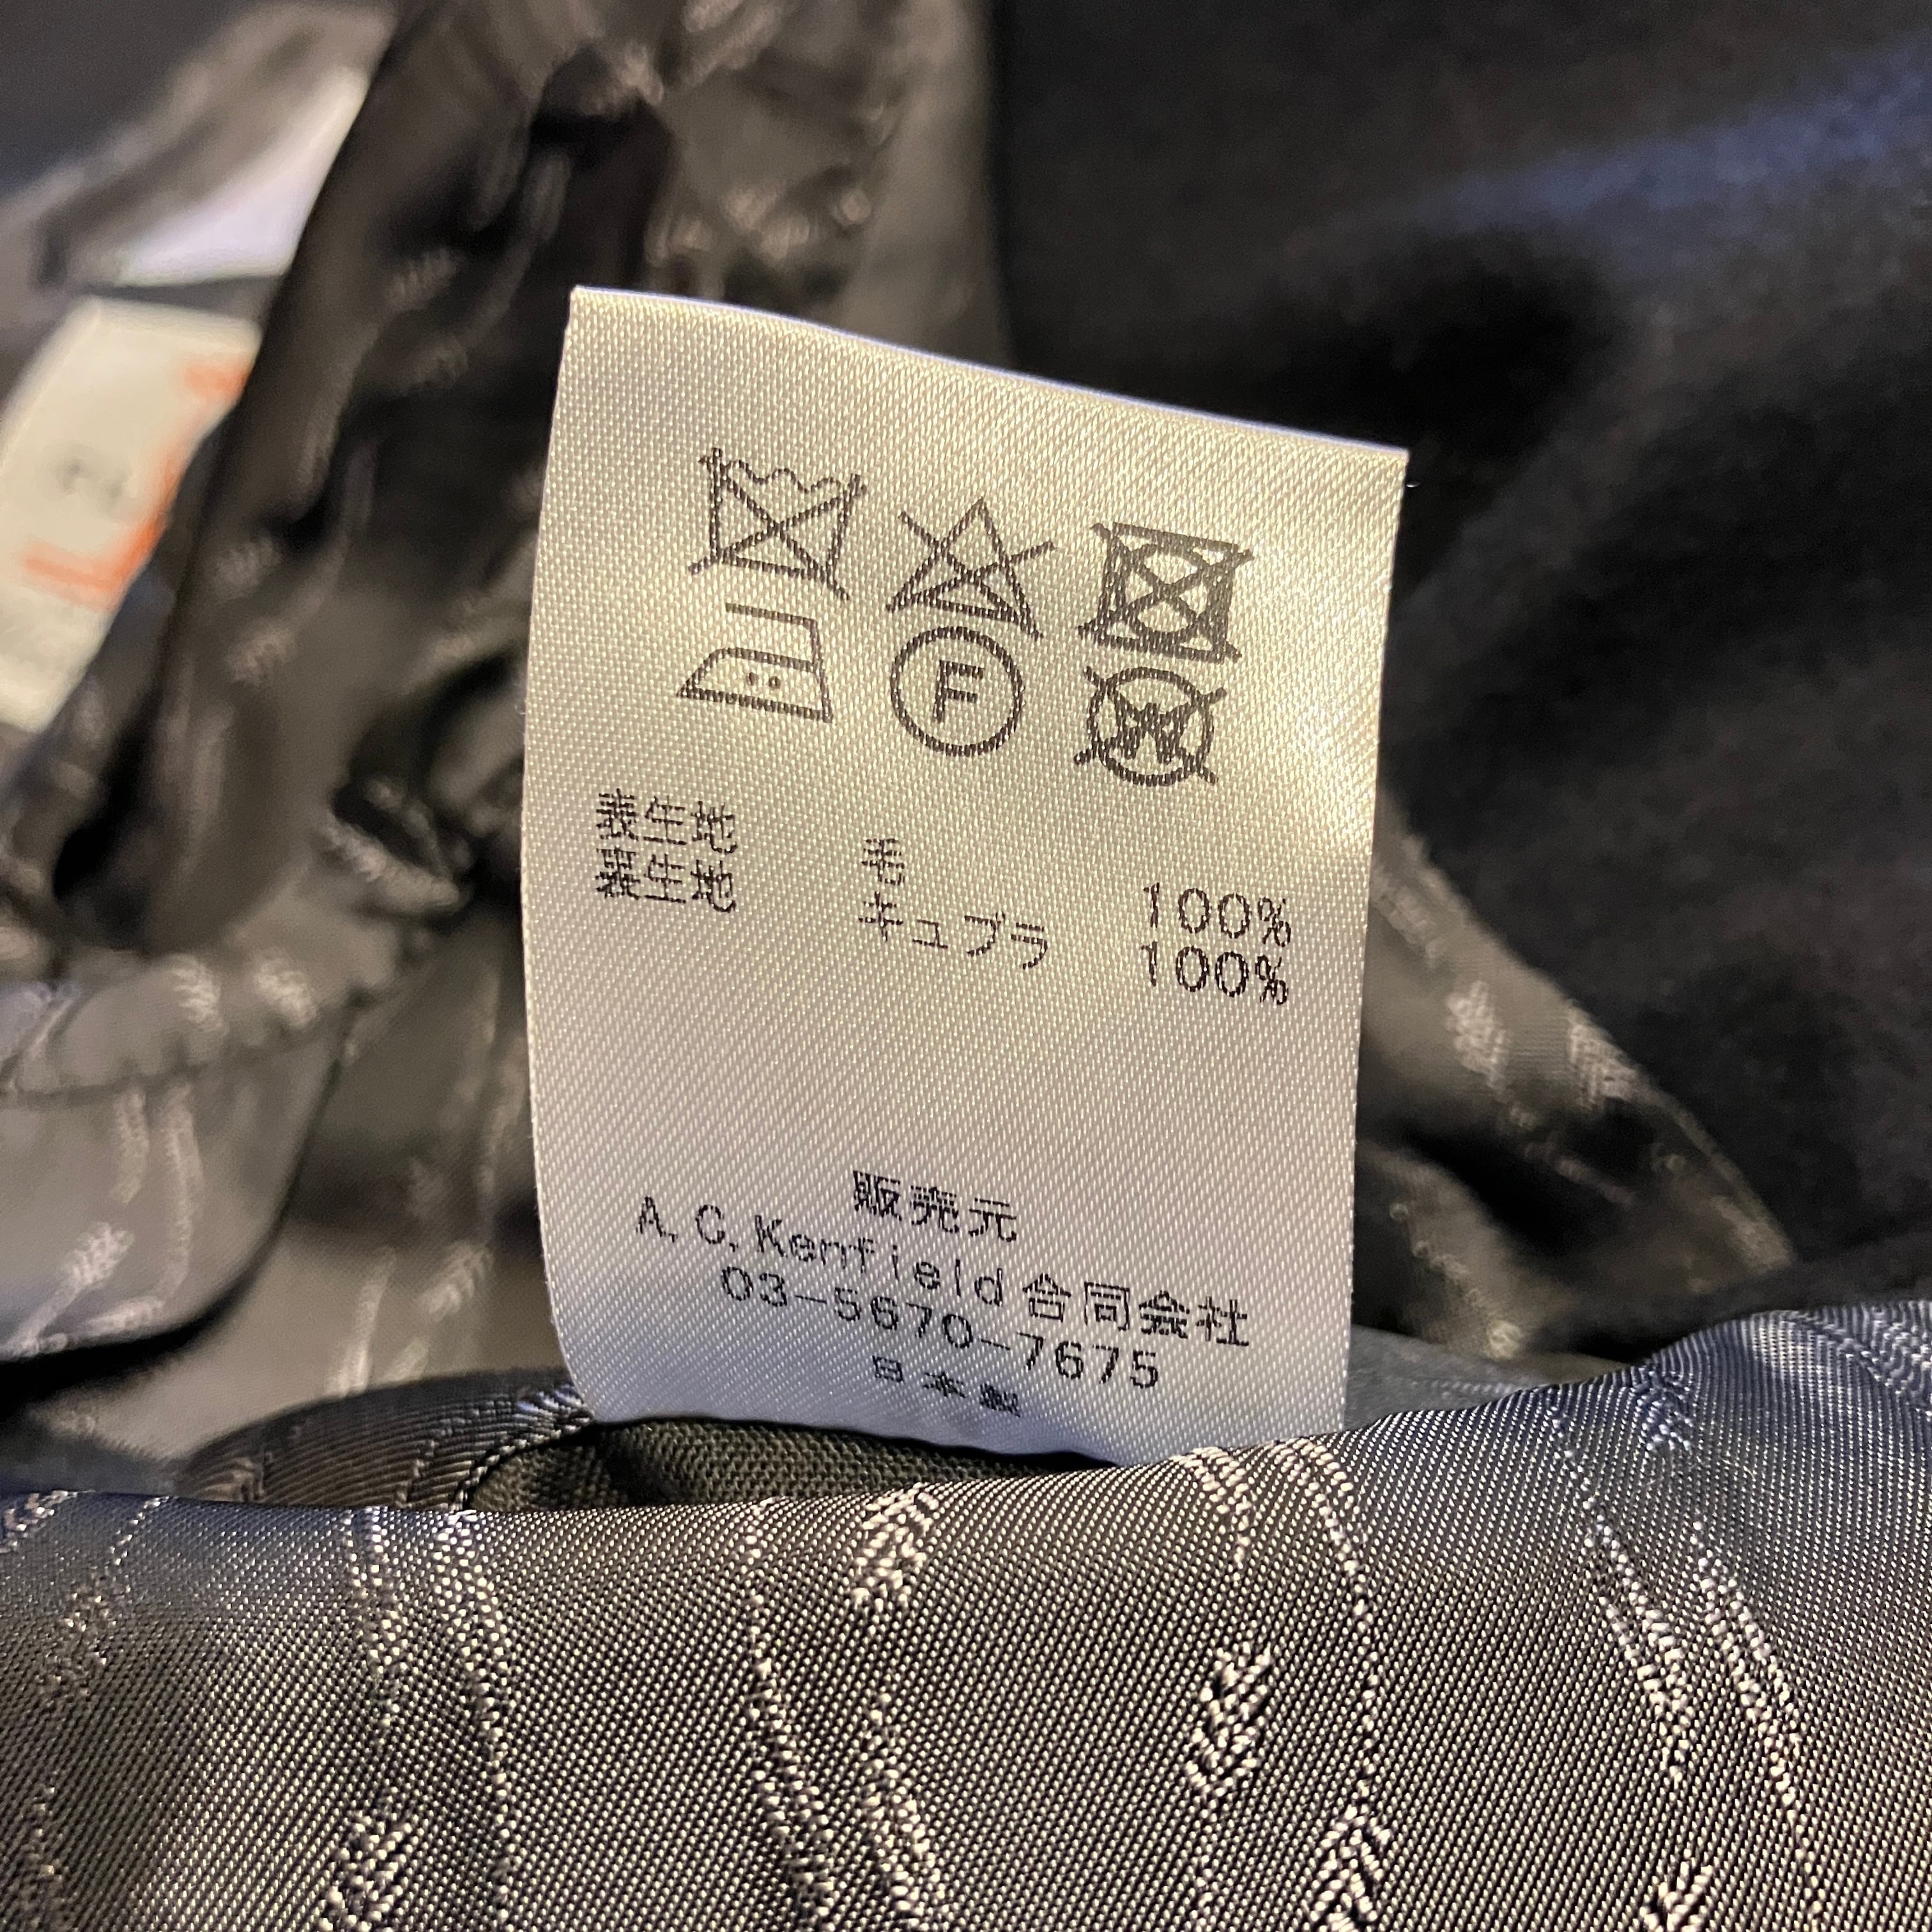 F
W
表生地 毛 100%
裏生地 キュプラ 100%
販売元
A.C.Kenfield合同会社
03-5670-7675
日本製